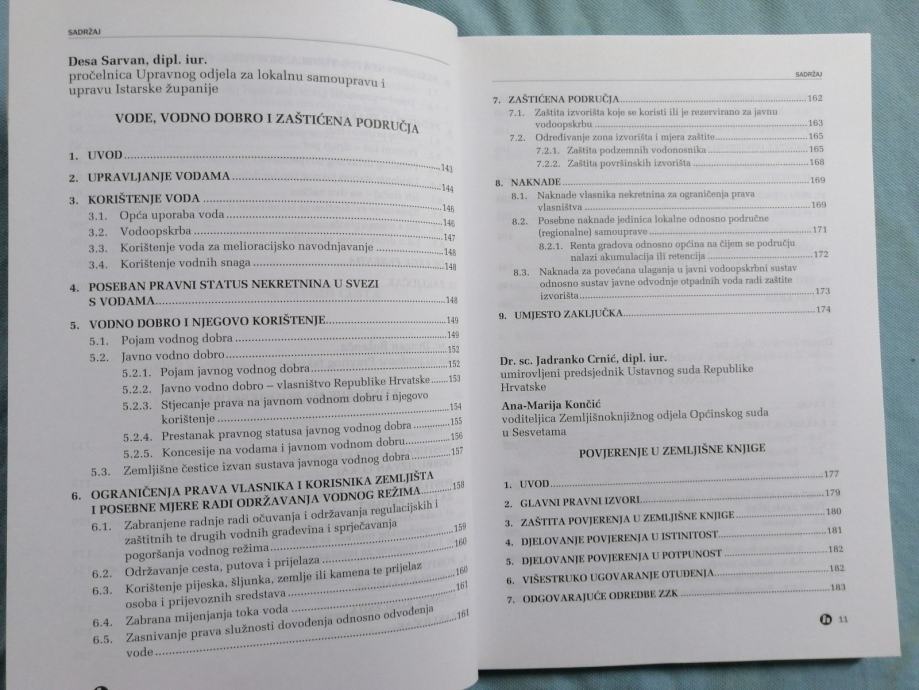 SADRŽAJ
Desa Sarvan, dipl. iur.
pročelnica Upravnog odjela za lokalnu samoupravu i
upravu Istarske županije
VODE, VODNO DOBRO I ZAŠTIĆENA PODRUČJA
1. UVOD 143
2. UPRAVLJANJE VODAMA 144
3. KORIŠTENJE VODA 146
3.1. Opća uporaba voda 146
3.2. Vodoopskrba 147
3.3. Korištenje voda za melioracijsko navodnjavanje 148
3.4. Korištenje vodnih snaga 148
4. POSEBAN PRAVNI STATUS NEKRETNINA U SVEZI
S VODAMA 148
5. VODNO DOBRO I NJEGOVO KORIŠTENJE 149
5.1. Pojam vodnog dobra 149
5.2. Javno vodno dobro 152
5.2.1. Pojam javnog vodnog dobra 152
5.2.2. Javno vodno dobro – vlasništvo Republike Hrvatske 153
5.2.3. Stjecanje prava na javnom vodnom dobru i njegovo
korištenje 154
5.2.4. Prestanak pravnog statusa javnog vodnog dobra 155
5.2.5. Koncesije na vodama i javnom vodnom dobru 156
5.3. Zemljišne čestice izvan sustava javnoga vodnog dobra 157
6. OGRANIČENJA PRAVA VLASNIKA I KORISNIKA ZEMLJIŠTA
I POSEBNE MJERE RADI ODRŽAVANJA VODNOG REŽIMA 158
6.1. Zabranjene radnje radi očuvanja i održavanja regulacijskih i
zaštitnih te drugih vodnih građevina i sprječavanja
pogoršanja vodnog režima 159
6.2. Održavanje cesta, putova i prijelaza 160
6.3. Korištenje pijeska, šljunka, zemlje ili kamena te prijelaz
osoba i prijevoznih sredstava 160
6.4. Zabrana mijenjanja toka voda 161
6.5. Zasnivanje prava služnosti dovođenja odnosno odvođenja
vode 161
SADRŽAJ
7. ZAŠTIĆENA PODRUČJA 162
7.1. Zaštita izvorišta koje se koristi ili je rezervirano za javnu
vodoopskrbu 163
7.2. Određivanje zona izvorišta i mjera zaštite 165
7.2.1. Zaštita podzemnih vodonosnika 165
7.2.2. Zaštita površinskih izvorišta 168
8. NAKNADE 169
8.1. Naknade vlasnika nekretnina za ograničenja prava
vlasništva 169
8.2. Posebne naknade jedinica lokalne odnosno područne
(regionalne) samouprave 171
8.2.1. Renta gradova odnosno općina na čijem se području
nalazi akumulacija ili retencija 172
8.3. Naknada za povećana ulaganja u javni vodoopskrbni sustav
odnosno sustav javne odvodnje otpadnih voda radi zaštite
izvorišta 173
9. UMJESTO ZAKLJUČKA 174
Dr. sc. Jadranko Crnić, dipl. iur.
umirovljeni predsjednik Ustavnog suda Republike
Hrvatske
Ana-Marija Končić
voditeljica Zemljišnoknjižnog odjela Općinskog suda
u Sesvetama
POVJERENJE U ZEMLJIŠNE KNJIGE
1. UVOD 177
2. GLAVNI PRAVNI IZVORI 179
3. ZAŠTITA POVJERENJA U ZEMLJIŠNE KNJIGE 180
4. DJELOVANJE POVJERENJA U ISTINITOST 181
5. DJELOVANJE POVJERENJA U POTPUNOST 182
6. VIŠESTRUKO UGOVARANJE OTUĐENJA 182
7. ODGOVARAJUĆE ODREDBE ZZK 183
11